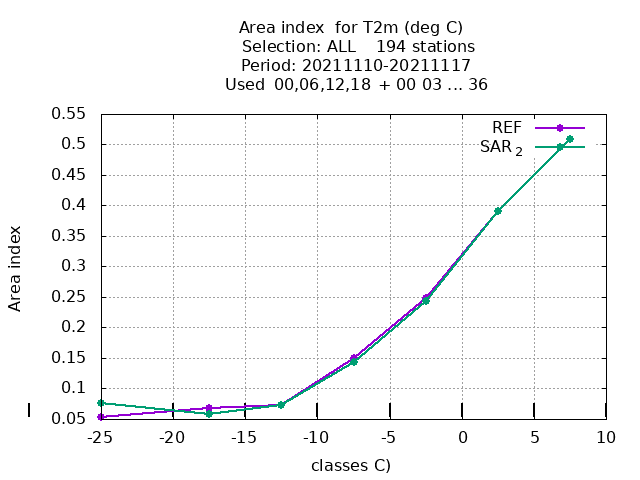 Area index  for T2m (deg C)
Selection: ALL    194 stations
Period: 20211110-20211117
Used  00,06,12,18  + 00 03 ... 36
REF
SAR 2
0.55
0.5
0.45
0.4
0.35
0.3
0.25
0.2
0.15
0.1
0.05
Area index
-25 -20 -15 -10 -5 0 5 10
classes C)